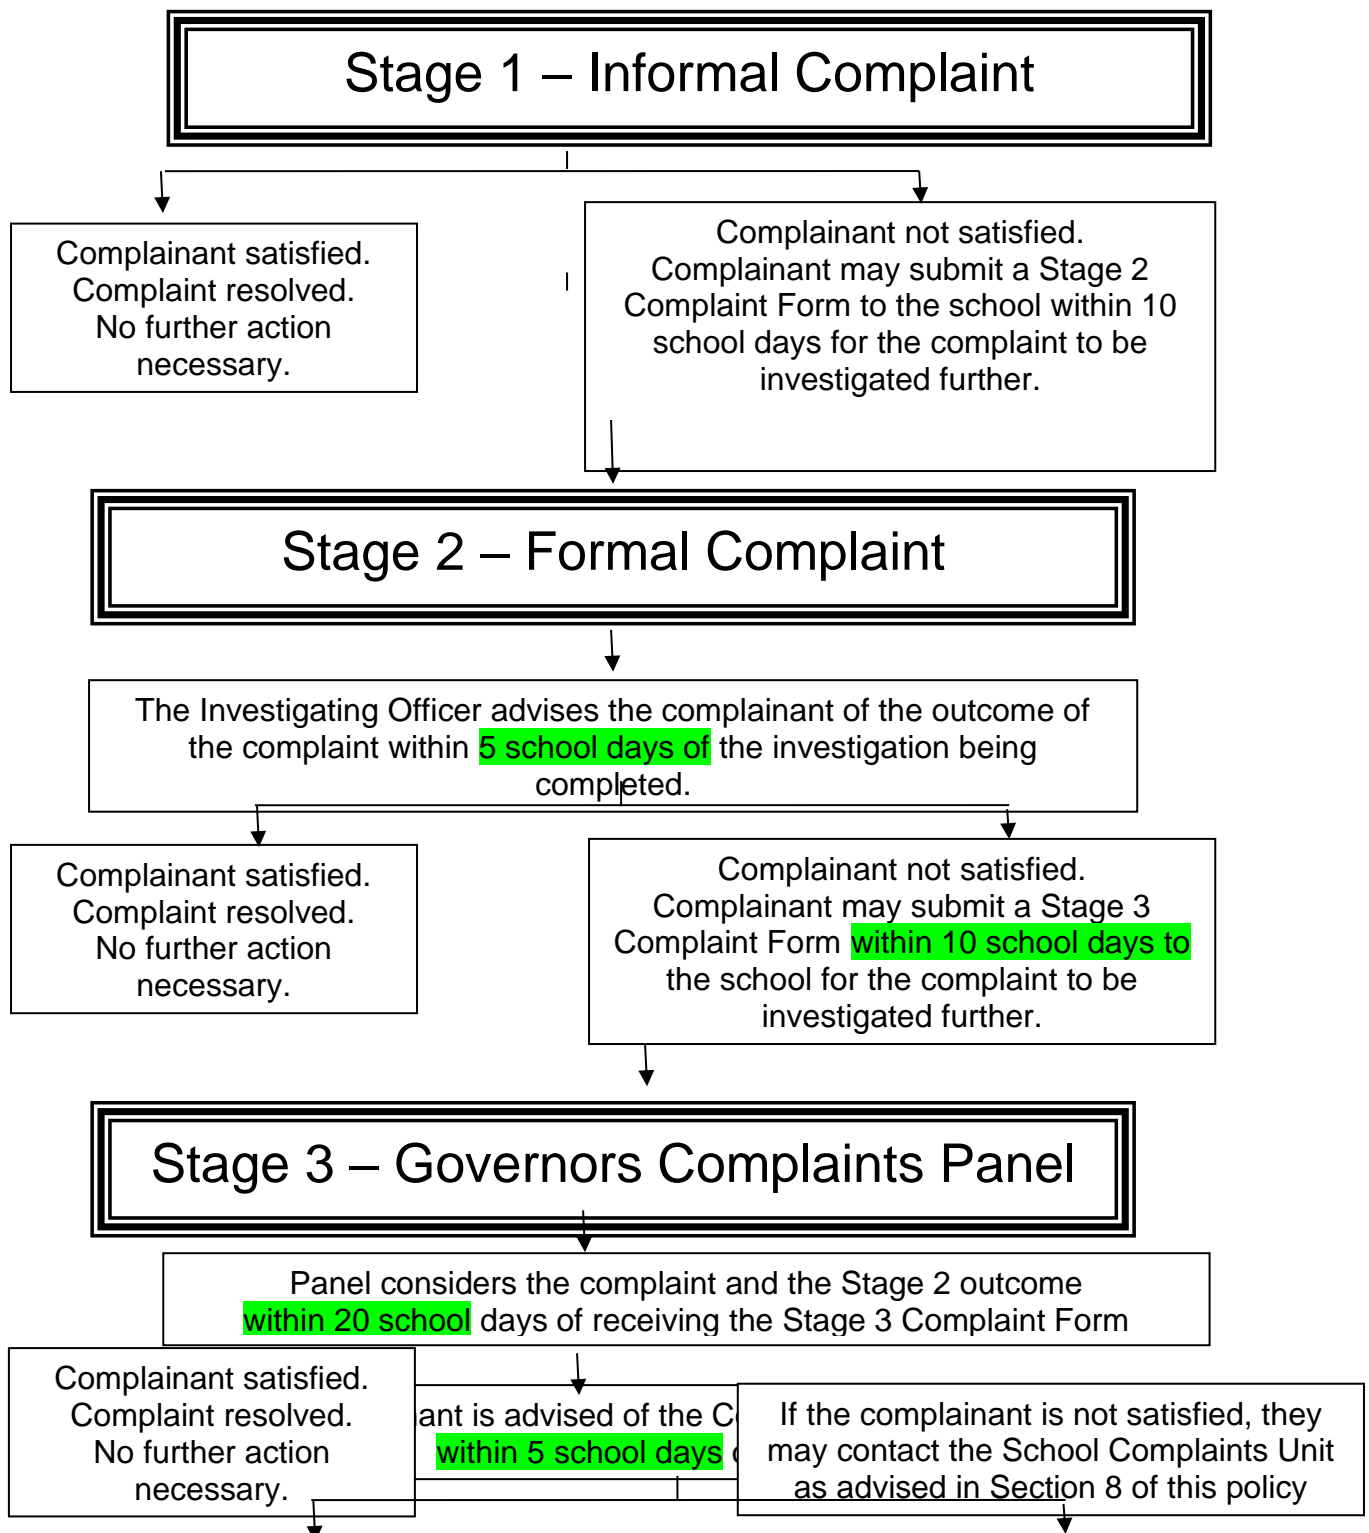 Stage 1 – Informal Complaint
Complainant satisfied.
Complaint resolved.
No further action
necessary.
Complainant not satisfied.
Complainant may submit a Stage 2
Complaint Form to the school within 10
school days for the complaint to be
investigated further.
Stage 2 – Formal Complaint
The Investigating Officer advises the complainant of the outcome of
the complaint within 5 school days of the investigation being
completed.
Complainant satisfied.
Complaint resolved.
No further action
necessary.
Complainant not satisfied.
Complainant may submit a Stage 3
Complaint Form within 10 school days to
the school for the complaint to be
investigated further.
Stage 3 – Governors Complaints Panel
Panel considers the complaint and the Stage 2 outcome
within 20 school days of receiving the Stage 3 Complaint Form
Complainant satisfied.
Complaint resolved.
No further action
necessary.
is advised of the
within 5 school days
If the complainant is not satisfied, they
may contact the School Complaints Unit
as advised in Section 8 of this policy